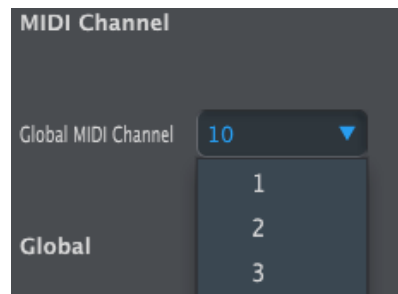 MIDI Channel
Global MIDI Channel 10
1
2
Global
3